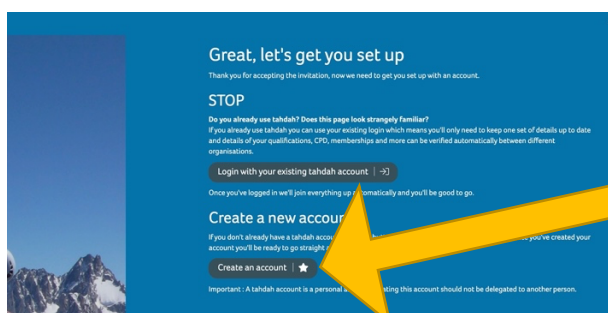 Great, let's get you set up
Thank you for accepting the invitation, now we need to get you set up with an account.
STOP
Do you already use tahdah? Does this page look strangely familiar?
If you already use tahdah you can use your existing login which means you'll only need to keep one set of details up to date
and details of your qualifications, CPD, memberships and more can be verified automatically between different
organisations.
Login with your existing tahdah account
Once you've logged in we'll join everything up automatically and you'll be good to go.
Create a new accoun
If you don't already have a tahdah accou you've created your
account you'll be ready to go straight
Create an account
Important : A tahdah account is a personal ating this account should not be delegated to another person.